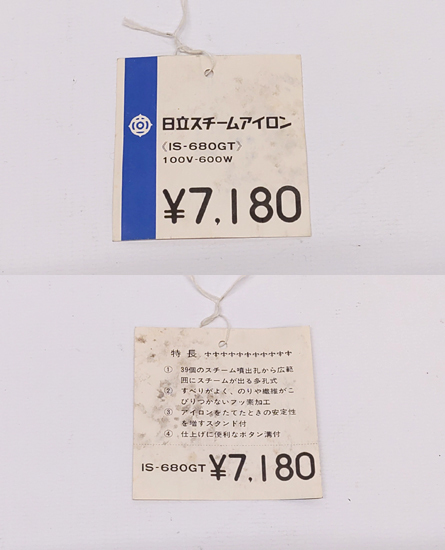 日立スチームアイロン
〈IS-680GT〉
100V-600W
¥7,180
特長 +++++++++++
① 39個のスチーム噴出孔から広範
囲にスチームが出る多孔式
② すべりがよく、のりや繊維がこ
びりつかないフッ素加工
③ アイロンをたてたときの安定性
を増すスタンド付
④ 仕上げに便利なボタン溝付
IS-680GT ¥7,180